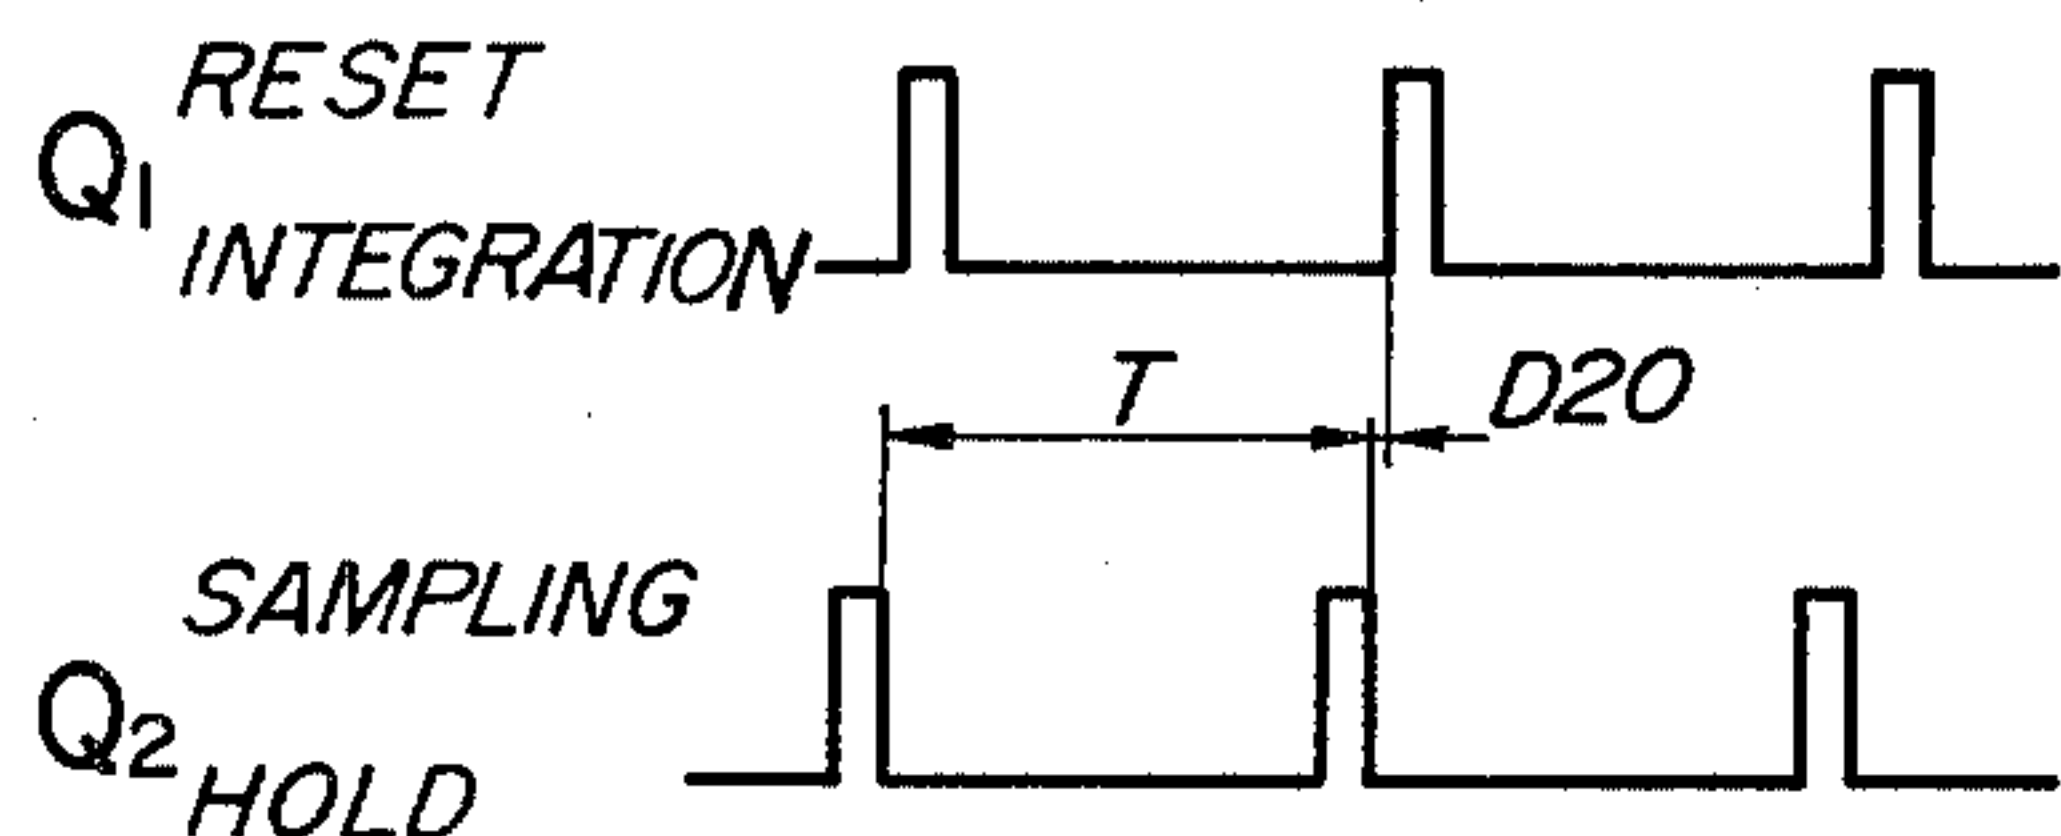 RESET
Q1
INTEGRATION
T
D20
SAMPLING
Q2
HOLD